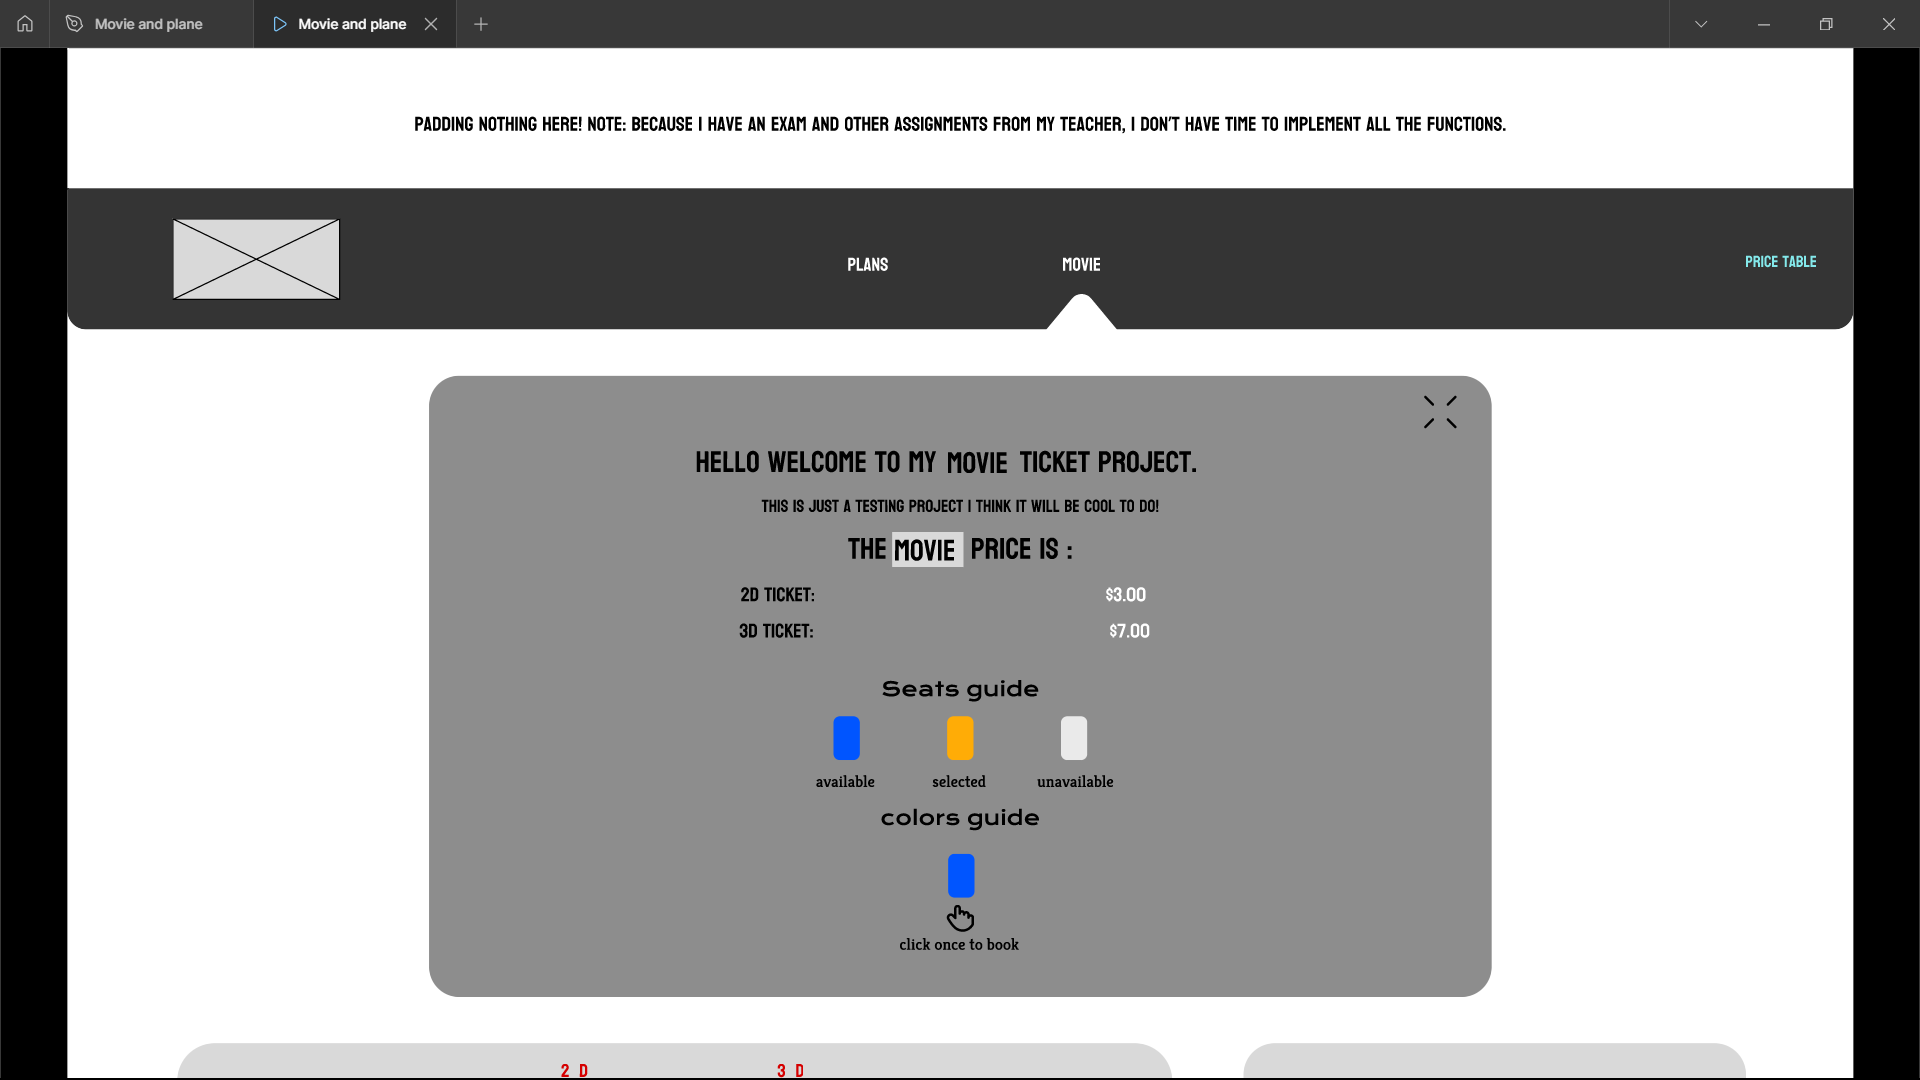 Movie and plane
Movie and plane
PADDING NOTHING HERE! NOTE: BECAUSE I HAVE AN EXAM AND OTHER ASSIGNMENTS FROM MY TEACHER, I DON'T HAVE TIME TO IMPLEMENT ALL THE FUNCTIONS.
PLANS MOVIE PRICE TABLE
HELLO WELCOME TO MY MOVIE TICKET PROJECT.
THIS IS JUST A TESTING PROJECT I THINK IT WILL BE COOL TO DO!
THE MOVIE PRICE IS :
2D TICKET: $3.00
3D TICKET: $7.00
Seats guide
available selected unavailable
colors guide
click once to book
2 D 3 D